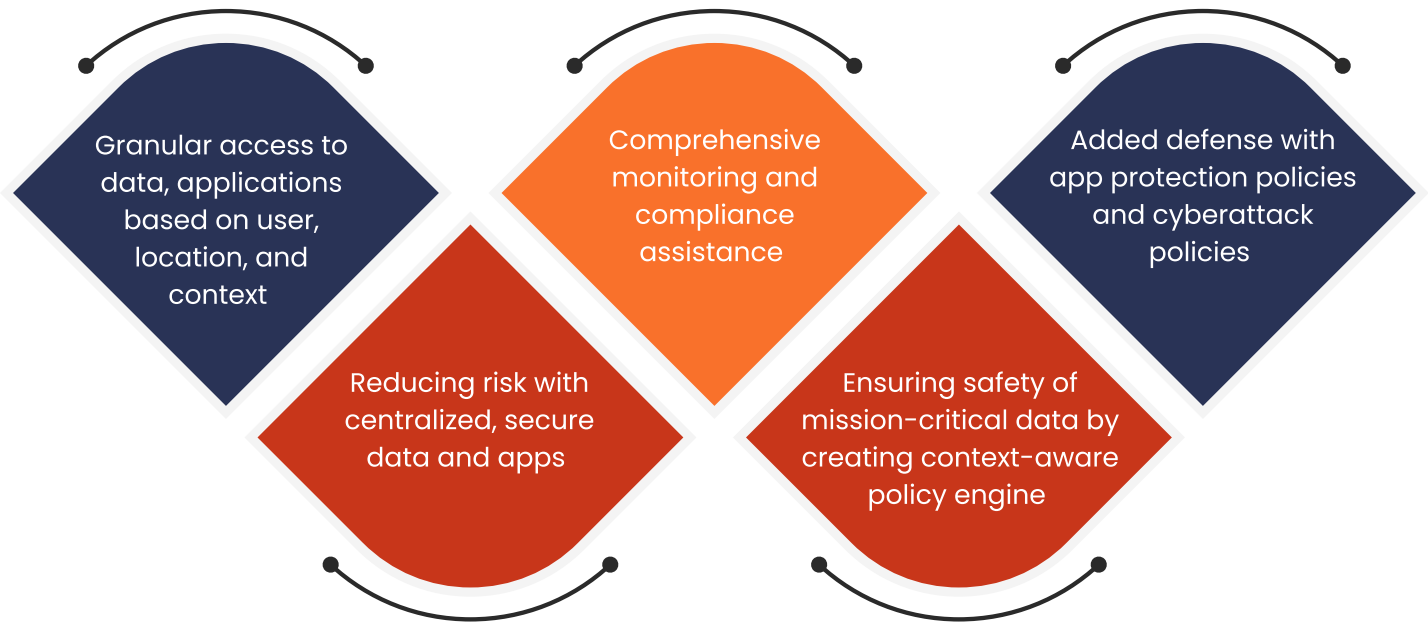 Granular access to
data, applications
based on user,
location, and
context
Reducing risk with
centralized, secure
data and apps
Comprehensive
monitoring and
compliance
assistance
Ensuring safety of
mission-critical data by
creating context-aware
policy engine
Added defense with
app protection policies
and cyberattack
policies